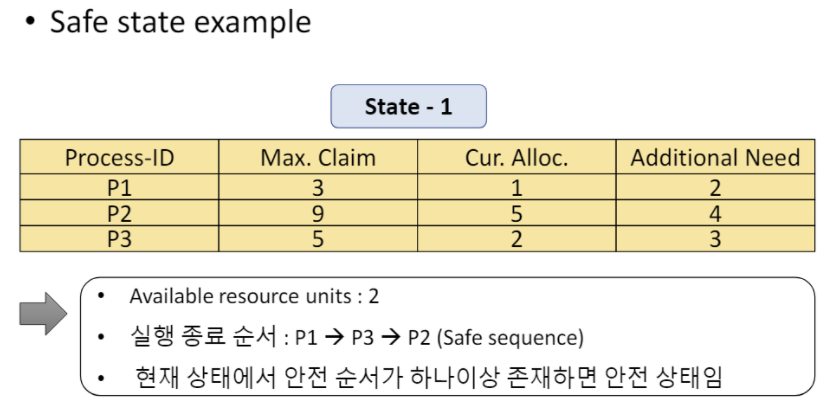 • Safe state example
State - 1
Process-ID Max. Claim Cur. Alloc. Additional Need
P1 3 1 2
P2 9 5 4
P3 5 2 3
• Available resource units : 2
• 실행 종료 순서 : P1 → P3 → P2 (Safe sequence)
• 현재 상태에서 안전 순서가 하나이상 존재하면 안전 상태임